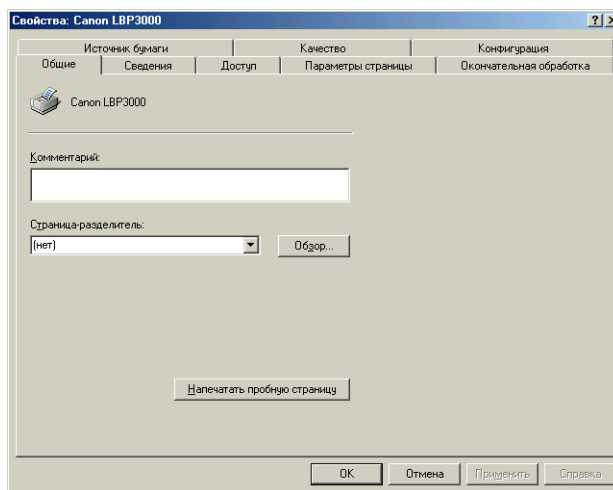 Свойства: Canon LBP3000
Источник бумаги Качество Конфигурация
Общие Сведения Доступ Параметры страницы Окончательная обработка
Canon LBP3000
Комментарий:
Страница-разделитель:
(нет) Обзор...
Напечатать пробную страницу
OK Отмена Применить Справка